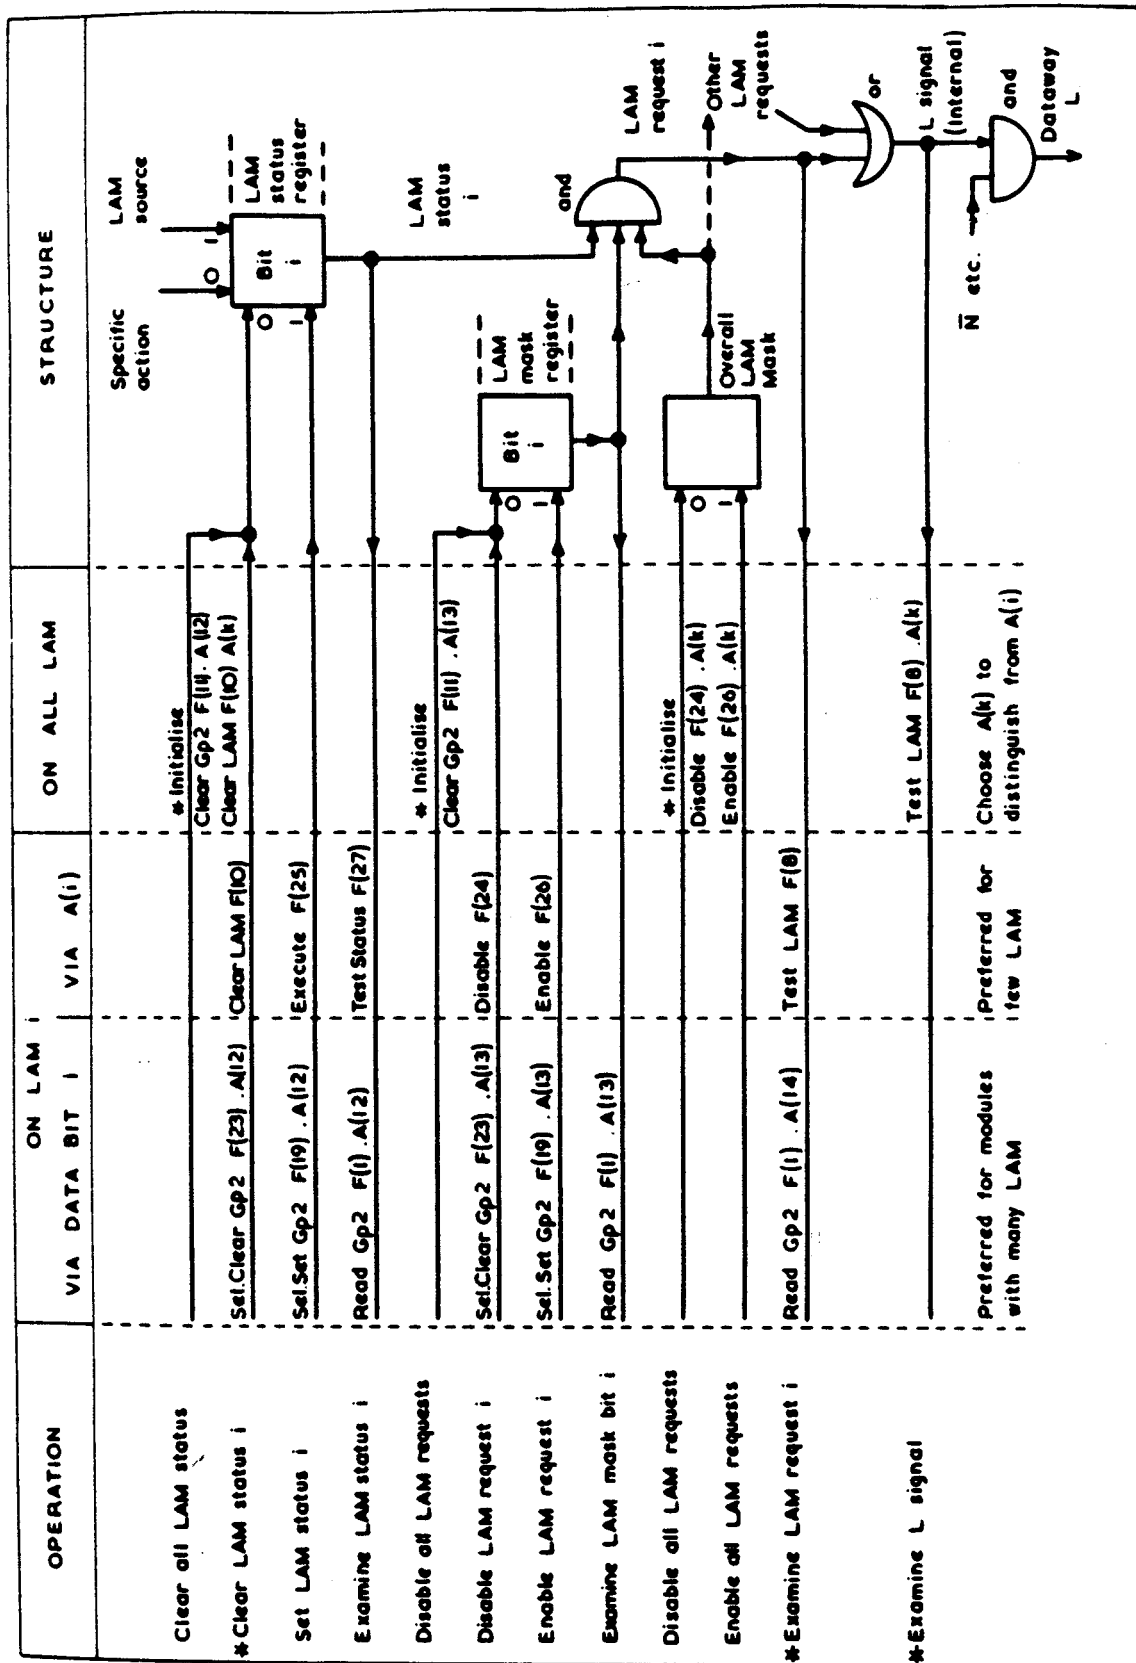 OPERATION
ON LAM i
VIA DATA BIT i
VIA A(i)
ON ALL LAM
STRUCTURE
Clear all LAM status
* Initialise
Clear Gp2 F(11). A(12)
* Clear LAM status i
Sel.Clear Gp2 F(23) .A(12)
Clear LAM F(10)
Clear LAM F(10) A(k)
Set LAM status i
Sel.Set Gp2 F(19) .A(12)
Execute F(25)
Examine LAM status i
Read Gp2 F(1) .A(12)
Test Status F(27)
Disable all LAM requests
* Initialise
Clear Gp2 F(11) .A(13)
Disable LAM request i
Sel.Clear Gp2 F(23) .A(13)
Disable F(24)
Enable LAM request i
Sel.Set Gp2 F(19) .A(13)
Enable F(26)
Examine LAM mask bit i
Read Gp2 F(1) .A(13)
Disable all LAM requests
* Initialise
Disable F(24) .A(k)
Enable all LAM requests
Enable F(26) .A(k)
* Examine LAM request i
Read Gp2 F(1) .A(14)
Test LAM F(8)
* Examine L signal
Test LAM F(8) .A(k)
Preferred for modules
with many LAM
Preferred for
few LAM
Choose A(k) to
distinguish from A(i)
Specific
action
LAM
source
0
1
0
1
Bit
i
LAM
status
register
LAM
status
i
0
1
Bit
i
LAM
mask
register
and
LAM
request i
0
1
Overall
LAM
Mask
Other
LAM
requests
or
L signal
(Internal)
N̅ etc.
and
Dataway
L